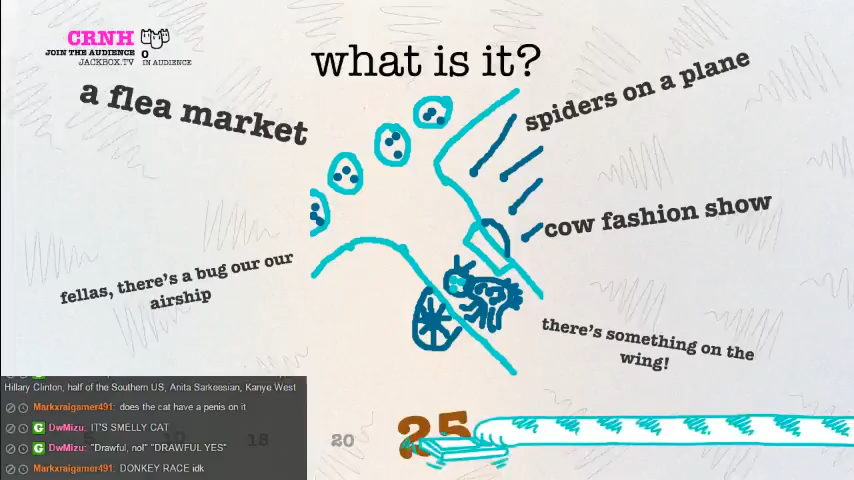 CRNH
JOIN THE AUDIENCE
JACKBOX.TV
0
IN AUDIENCE
what is it?
a flea market
spiders on a plane
cow fashion show
fellas, there's a bug our our
airship
there's something on the
wing!
Hillary Clinton, half of the Southern US, Anita Sarkeesian, Kanye West
Markxraigamer491: does the cat have a penis on it
G DwMizu: IT'S SMELLY CAT
G DwMizu: "Drawful, no!" "DRAWFUL YES"
Markxraigamer491: DONKEY RACE idk
5 10 15 20 25